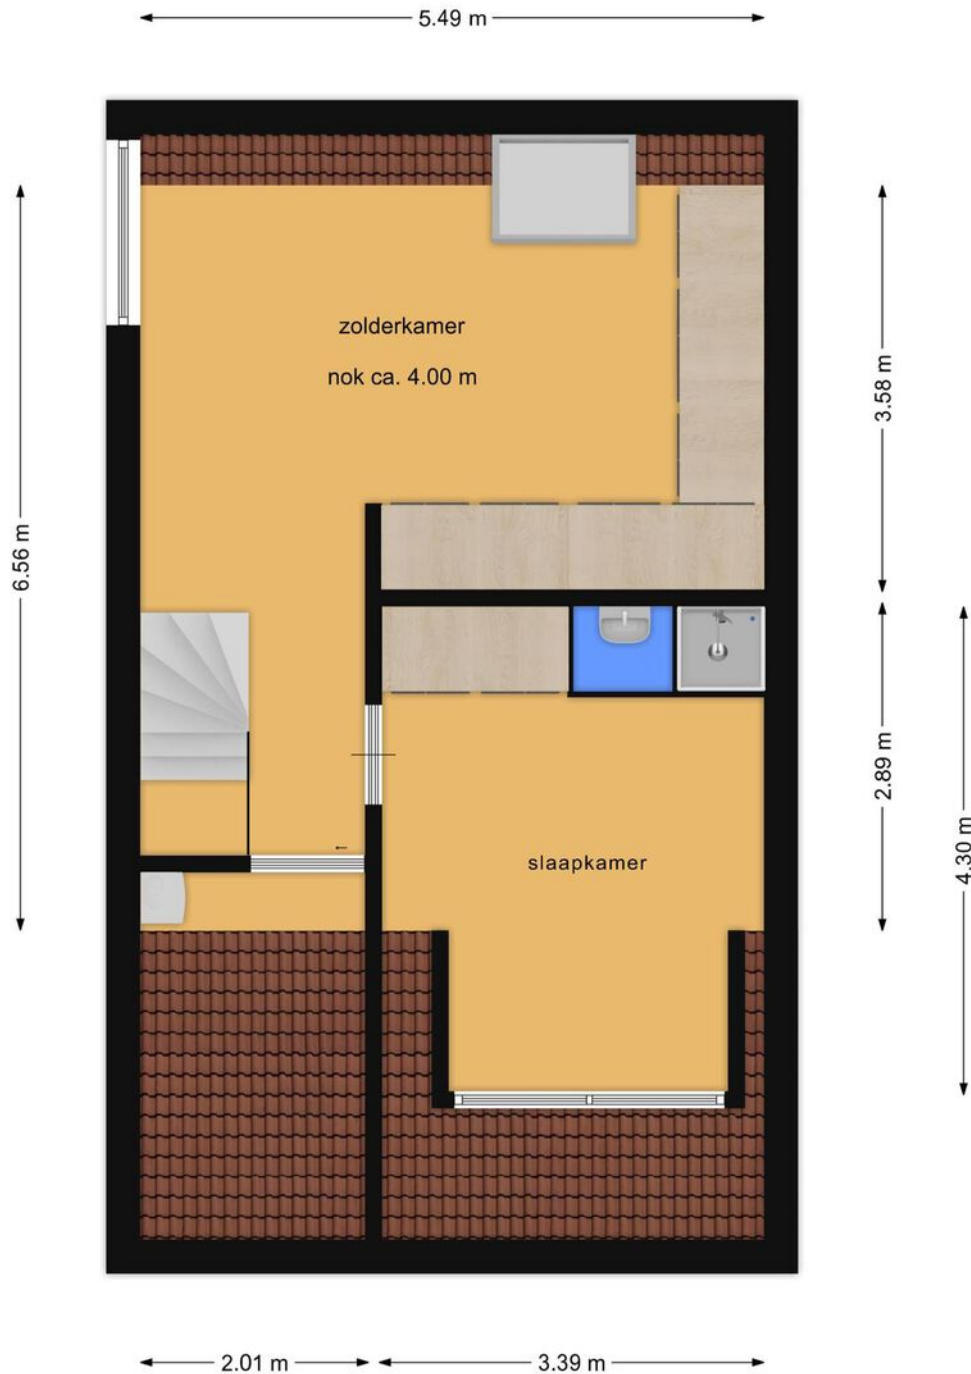 5.49 m
zolderkamer
nok ca. 4.00 m
3.58 m
6.56 m
2.89 m
4.30 m
slaapkamer
2.01 m
3.39 m